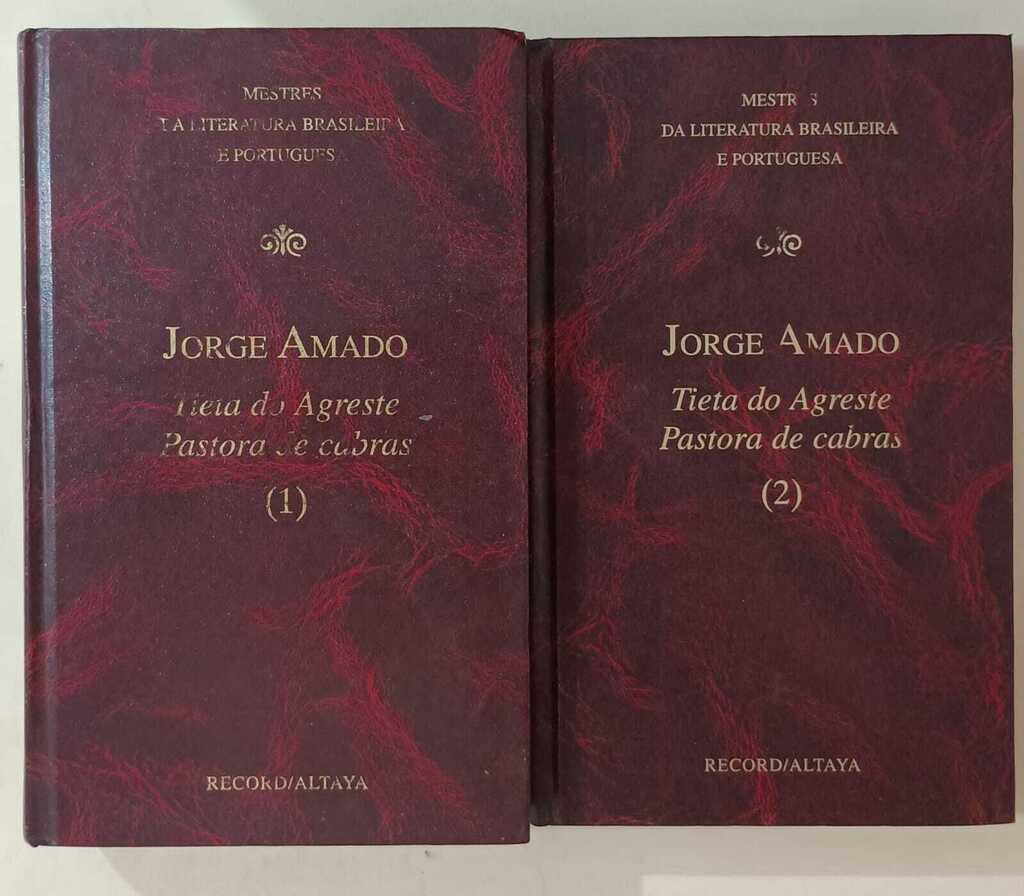 MESTRES
DA LITERATURA BRASILEIRA
E PORTUGUESA
JORGE AMADO
Tieta do Agreste
Pastora de cabras
(1)
RECORD/ALTAYA
MESTRES
DA LITERATURA BRASILEIRA
E PORTUGUESA
JORGE AMADO
Tieta do Agreste
Pastora de cabras
(2)
RECORD/ALTAYA